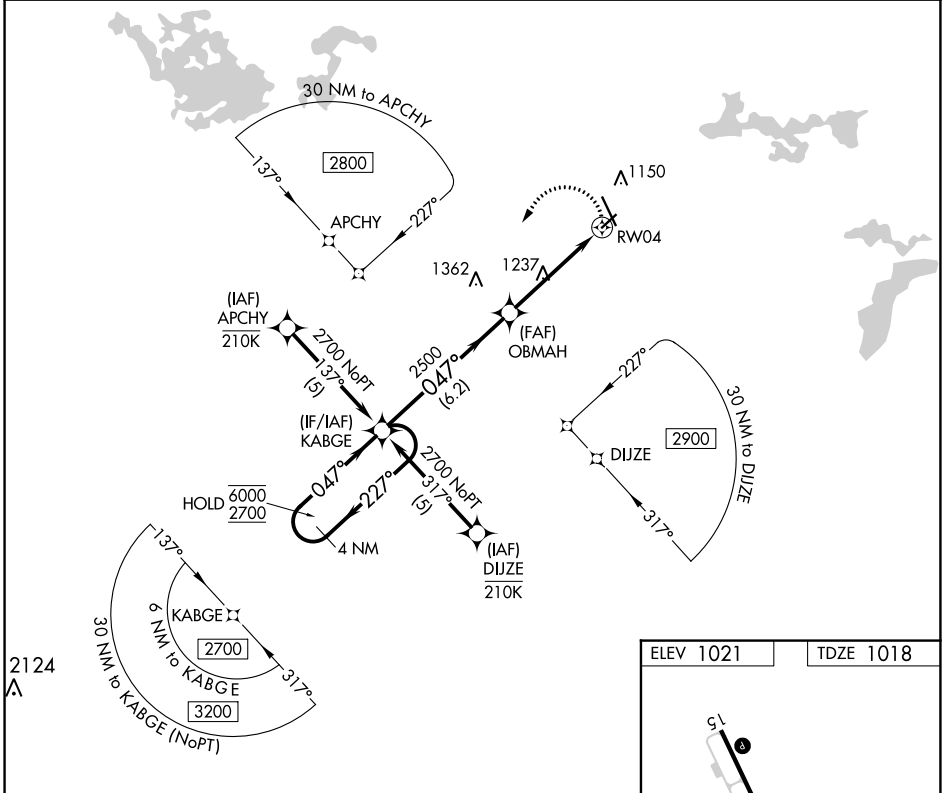 30 NM to APCHY
2800
137°
227°
APCHY
1150
RW04
1362
1237
(IAF)
APCHY
210K
2700 NoPT
137°
(5)
(FAF)
OBMAH
2500
047°
(6.2)
(IF/IAF)
KABGE
227°
30 NM to DIJZE
2900
DIJZE
317°
047°
227°
HOLD 6000
2700
4 NM
2700 NoPT
317°
(5)
(IAF)
DIJZE
210K
137°
KABGE
6 NM to KABGE
2700
317°
30 NM to KABGE (NoPT)
3200
2124
ELEV 1021
TDZE 1018
15
P